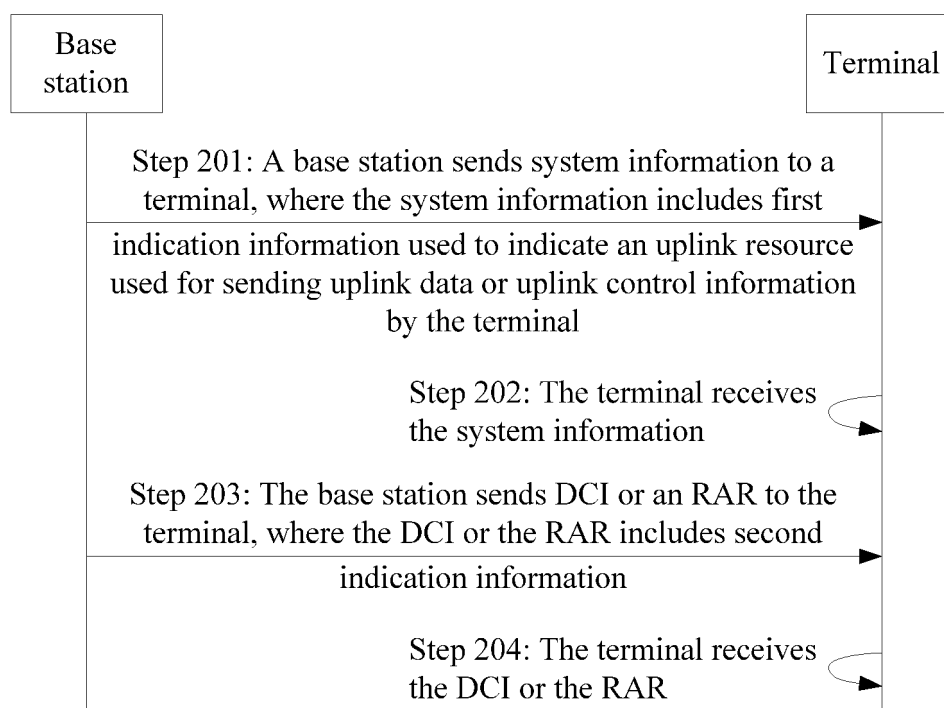 Base
station
Terminal
Step 201: A base station sends system information to a
terminal, where the system information includes first
indication information used to indicate an uplink resource
used for sending uplink data or uplink control information
by the terminal
Step 202: The terminal receives
the system information
Step 203: The base station sends DCI or an RAR to the
terminal, where the DCI or the RAR includes second
indication information
Step 204: The terminal receives
the DCI or the RAR